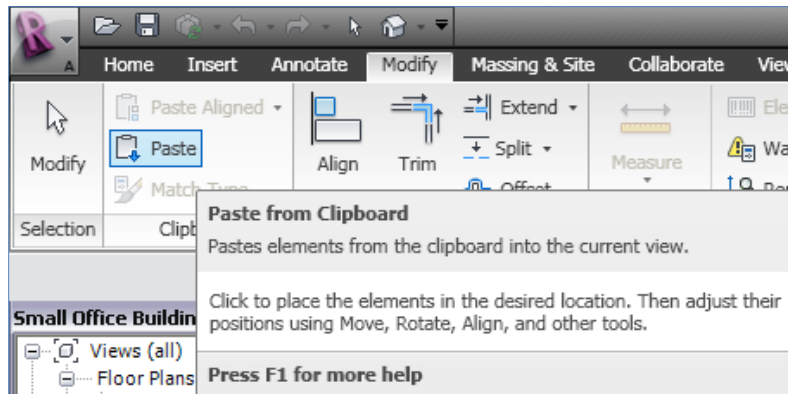 A
Home Insert Annotate Modify Massing & Site Collaborate
Modify
Paste Aligned
Paste
Match Type
Align
Trim
Extend
Split
Offset
Measure
Selection
Paste from Clipboard
Pastes elements from the clipboard into the current view.
Click to place the elements in the desired location. Then adjust their
positions using Move, Rotate, Align, and other tools.
Press F1 for more help
Small Office Buildin
Views (all)
Floor Plans